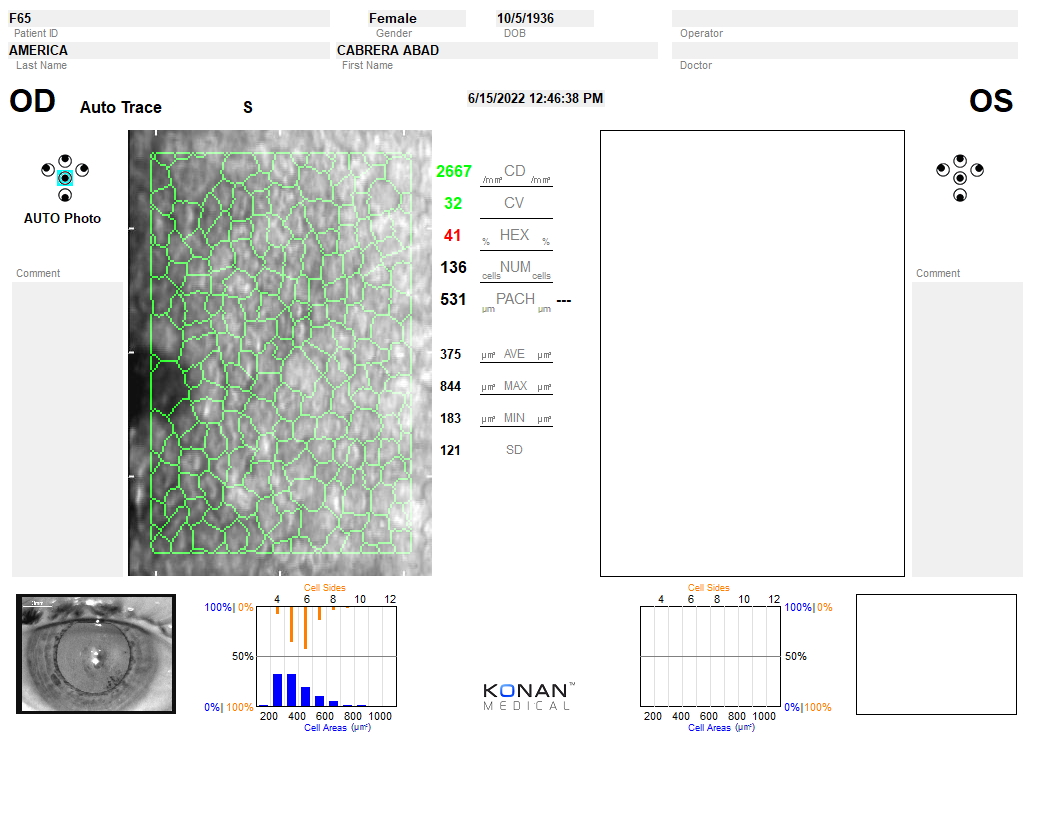 F65 Female 10/5/1936
Patient ID Gender DOB Operator
AMERICA CABRERA ABAD
Last Name First Name Doctor
OD Auto Trace S 6/15/2022 12:46:38 PM OS
2667 /mm² CD /mm²
32 CV
AUTO Photo
41 % HEX %
136 cells NUM cells
Comment Comment
531 µm PACH µm ---
375 µm² AVE µm²
844 µm² MAX µm²
183 µm² MIN µm²
121 SD
Cell Sides Cell Sides
4 6 8 10 12 4 6 8 10 12
100%| 0% 100%|0%
50% 50%
KONAN™
MEDICAL
0%| 100% 0%|100%
200 400 600 800 1000 200 400 600 800 1000
Cell Areas (µm²) Cell Areas (µm²)